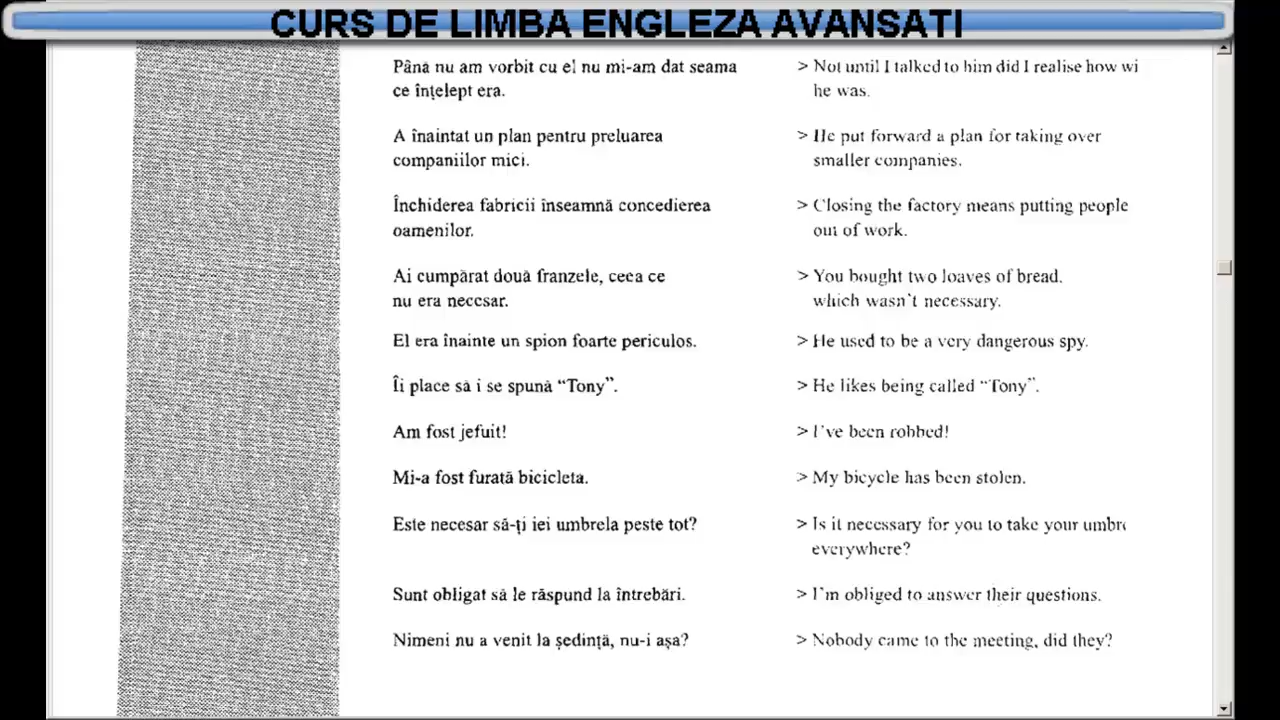 CURS DE LIMBA ENGLEZA AVANSATI
Până nu am vorbit cu el nu mi-am dat seama
ce înțelept era.
> Not until I talked to him did I realise how wi
he was.
A înaintat un plan pentru preluarea
companiilor mici.
> He put forward a plan for taking over
smaller companies.
Închiderea fabricii înseamnă concedierea
oamenilor.
> Closing the factory means putting people
out of work.
Ai cumpărat două franzele, ceea ce
nu era necesar.
> You bought two loaves of bread.
which wasn't necessary.
El era înainte un spion foarte periculos.
> He used to be a very dangerous spy.
Îi place să i se spună “Tony”.
> He likes being called “Tony”.
Am fost jefuit!
> I've been robbed!
Mi-a fost furată bicicleta.
> My bicycle has been stolen.
Este necesar să-ți iei umbrela peste tot?
> Is it necessary for you to take your umbre
everywhere?
Sunt obligat să le răspund la întrebări.
> I'm obliged to answer their questions.
Nimeni nu a venit la ședință, nu-i așa?
> Nobody came to the meeting, did they?